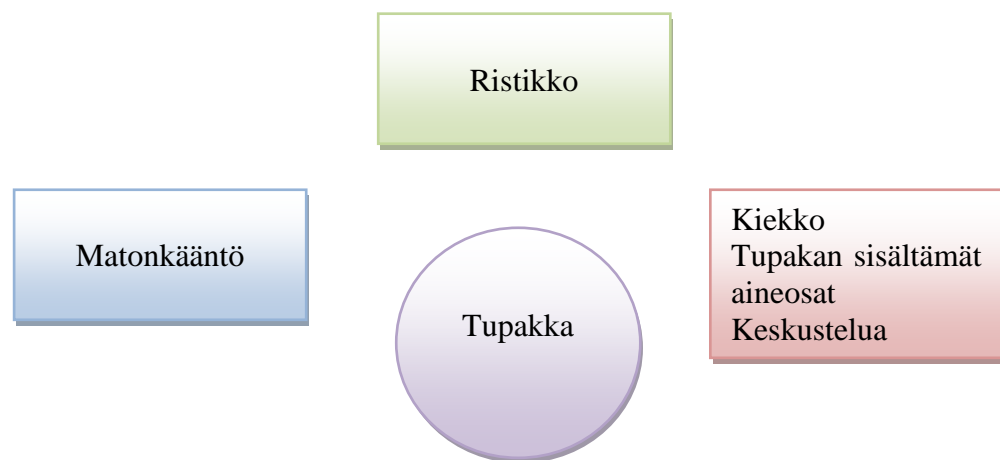 Ristikko
Matonkääntö
Kiekko
Tupakan sisältämät
aineosat
Keskustelua
Tupakka